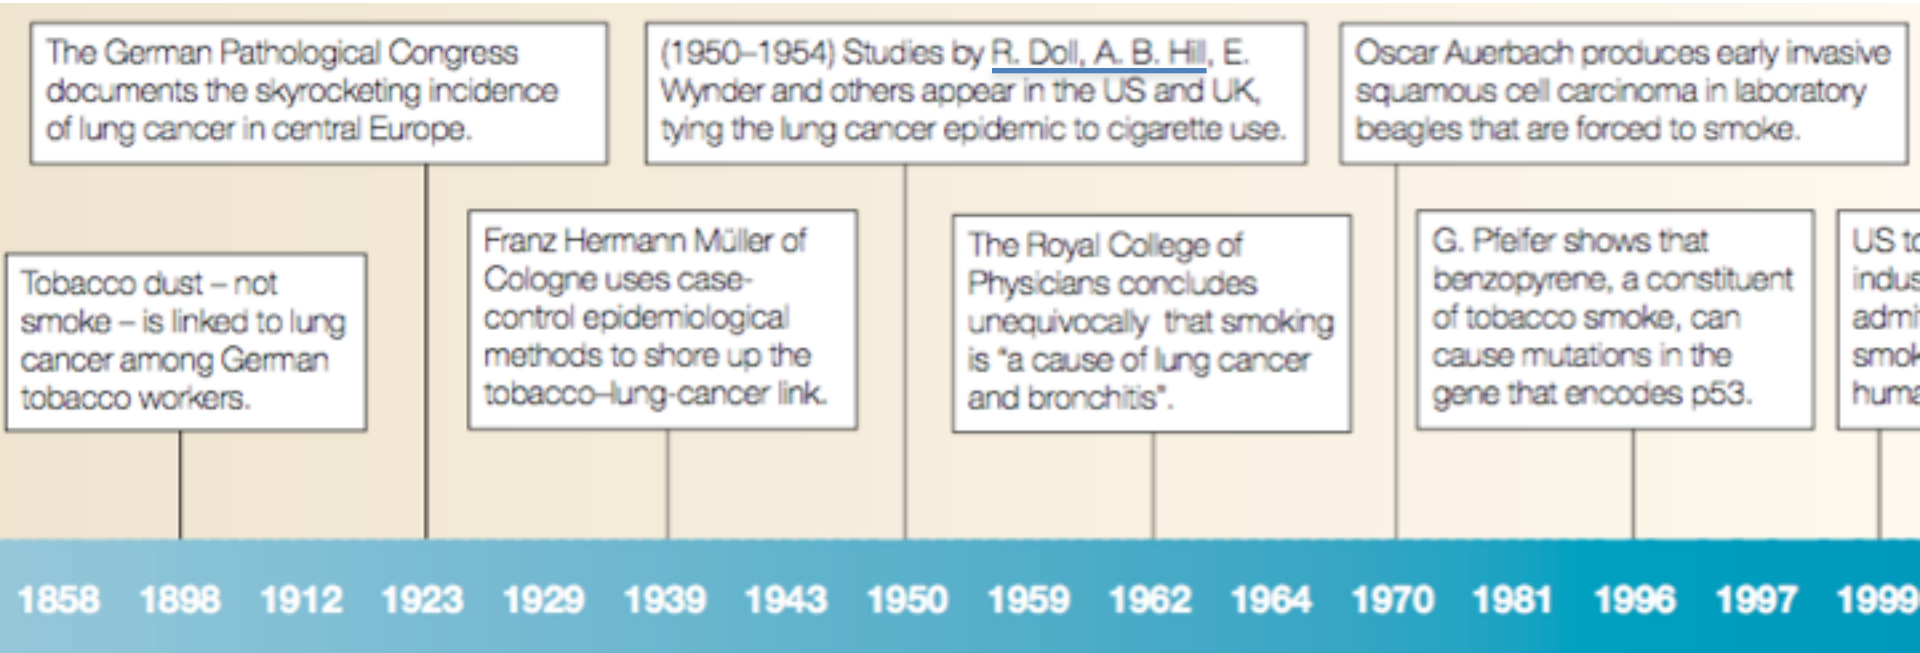 The German Pathological Congress
documents the skyrocketing incidence
of lung cancer in central Europe.
(1950–1954) Studies by R. Doll, A. B. Hill, E.
Wynder and others appear in the US and UK,
tying the lung cancer epidemic to cigarette use.
Oscar Auerbach produces early invasive
squamous cell carcinoma in laboratory
beagles that are forced to smoke.
Tobacco dust – not
smoke – is linked to lung
cancer among German
tobacco workers.
Franz Hermann Müller of
Cologne uses case-
control epidemiological
methods to shore up the
tobacco–lung-cancer link.
The Royal College of
Physicians concludes
unequivocally that smoking
is "a cause of lung cancer
and bronchitis".
G. Pfeifer shows that
benzopyrene, a constituent
of tobacco smoke, can
cause mutations in the
gene that encodes p53.
US
1858 1898 1912 1923 1929 1939 1943 1950 1959 1962 1964 1970 1981 1996 1997 1999